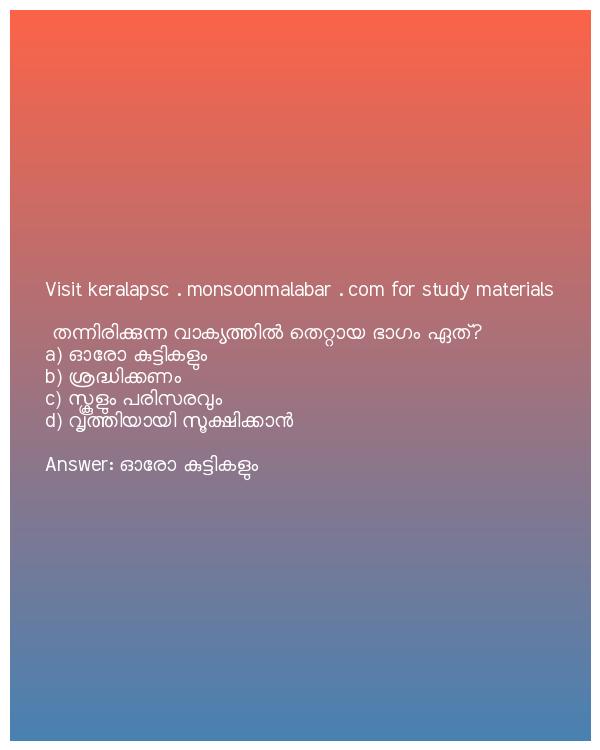 Visit keralapsc . monsoonmalabar . com for study materials
തന്നിരിക്കുന്ന വാക്യത്തിൽ തെറ്റായ ഭാഗം ഏത്?
a) ഓരോ കുട്ടികളും
b) ശ്രദ്ധിക്കണം
c) സ്കൂളും പരിസരവും
d) വൃത്തിയായി സൂക്ഷിക്കാൻ
Answer: ഓരോ കുട്ടികളും